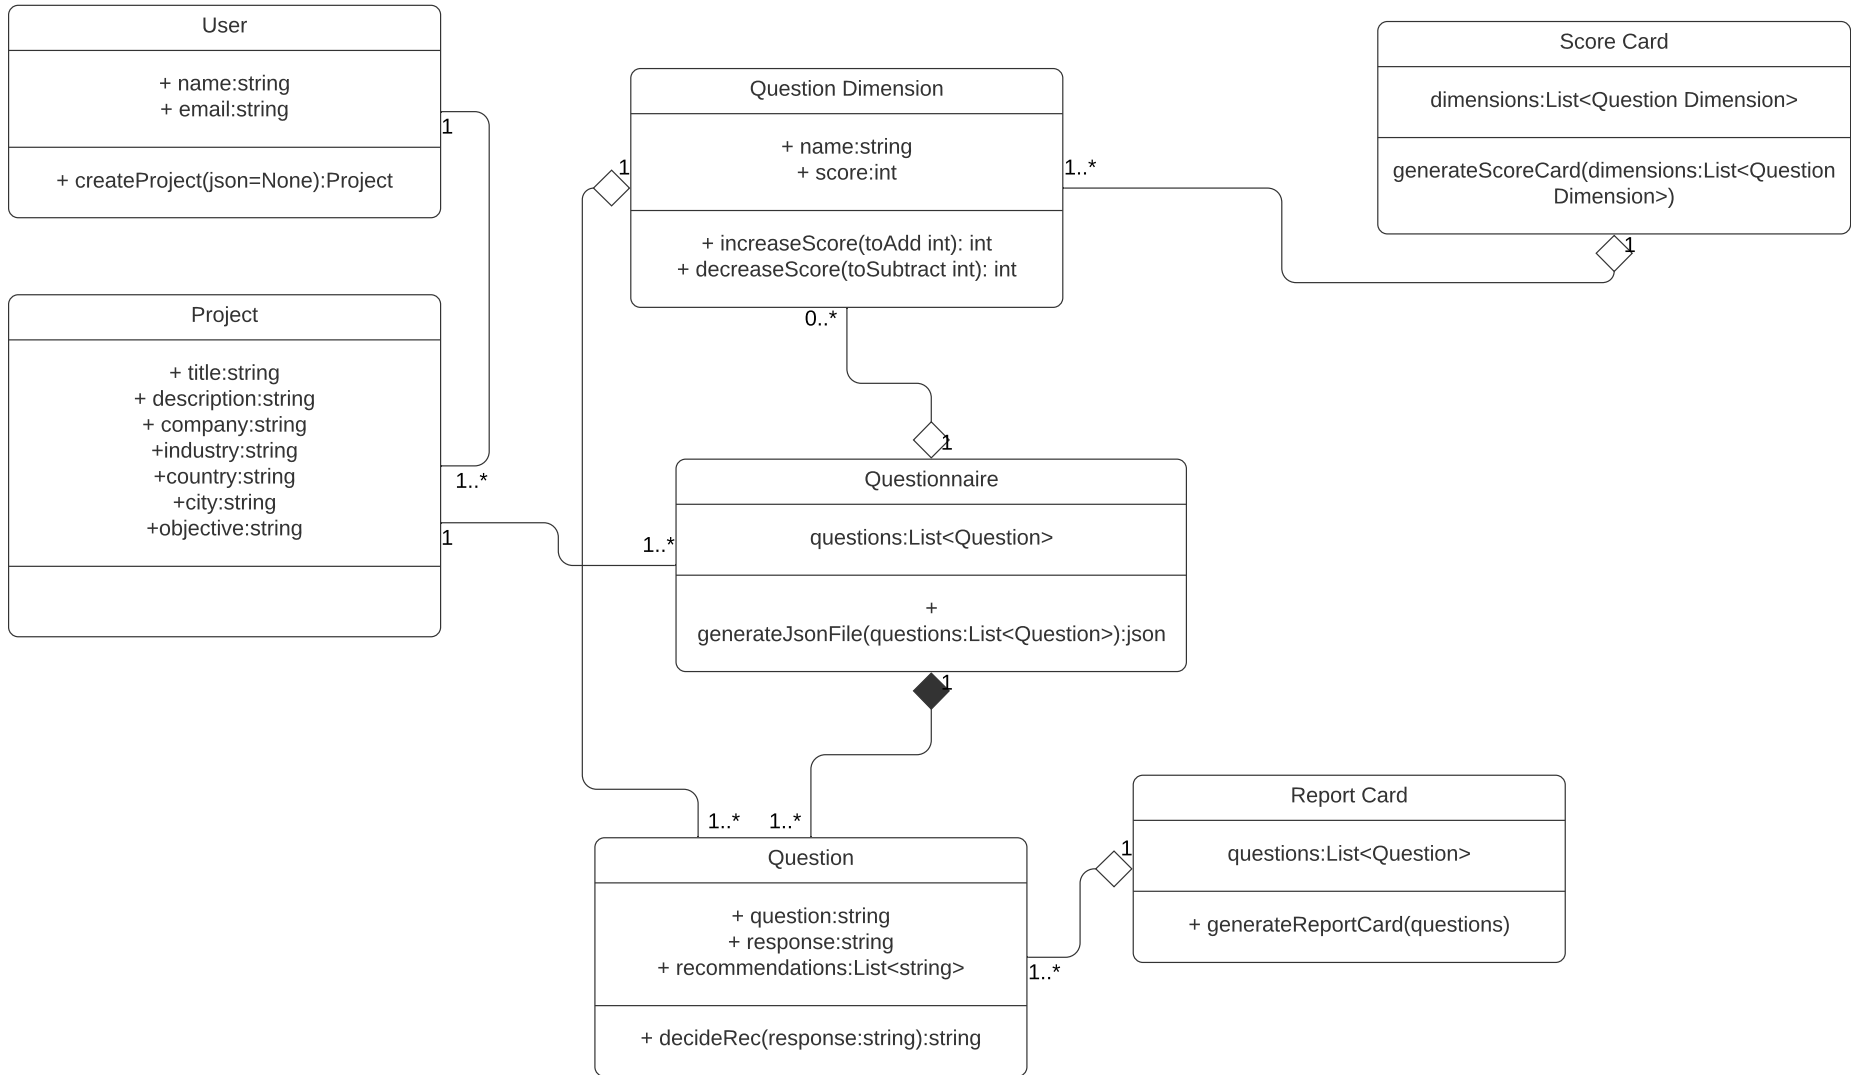 User
+ name:string
+ email:string
+ createProject(json=None):Project
1
Project
+ title:string
+ description:string
+ company:string
+industry:string
+country:string
+city:string
+objective:string
1..*
1
Question Dimension
+ name:string
+ score:int
+ increaseScore(toAdd int): int
+ decreaseScore(toSubtract int): int
1
1..*
0..*
Score Card
dimensions:List<Question Dimension>
generateScoreCard(dimensions:List<Question
Dimension>)
1
1
Questionnaire
questions:List<Question>
+
generateJsonFile(questions:List<Question>):json
1..*
1
1..*
1..*
Question
+ question:string
+ response:string
+ recommendations:List<string>
+ decideRec(response:string):string
1..*
1
Report Card
questions:List<Question>
+ generateReportCard(questions)